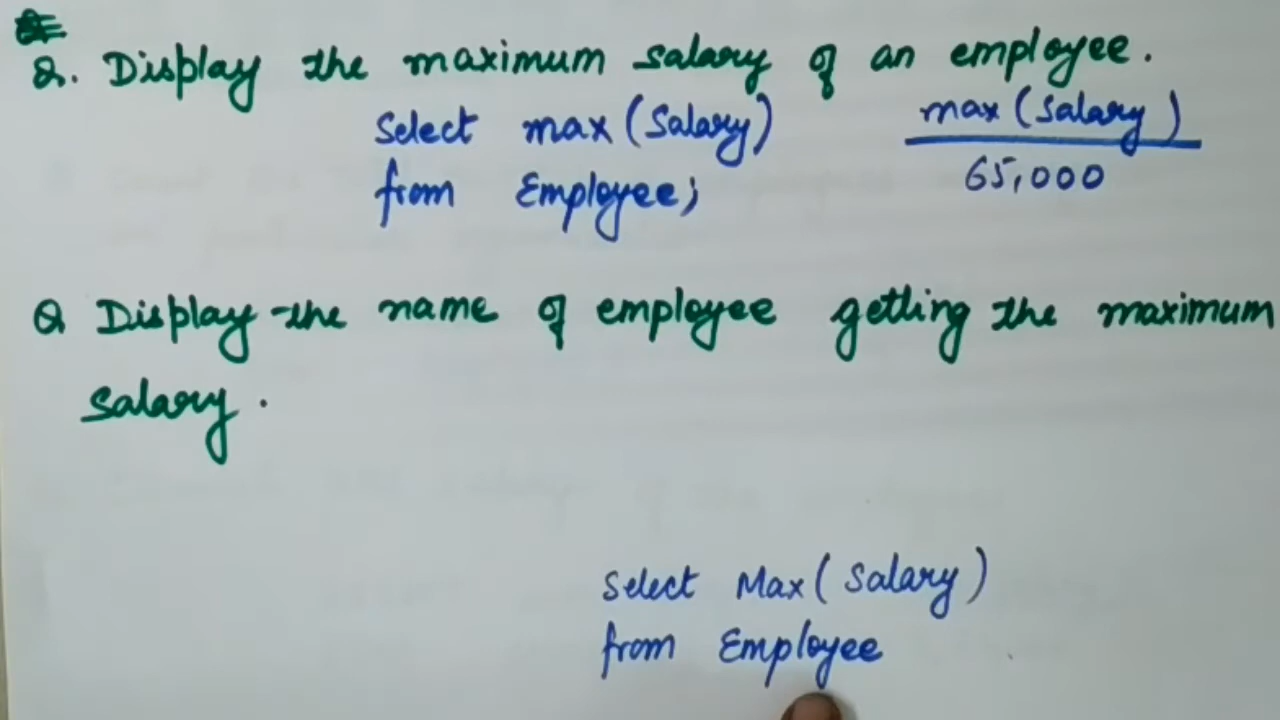 Q. Display the maximum salary of an employee.
Select max (Salary)
from Employee;
max (Salary)
65,000
Q Display the name of employee getting the maximum
salary.
Select Max (Salary)
from Employee